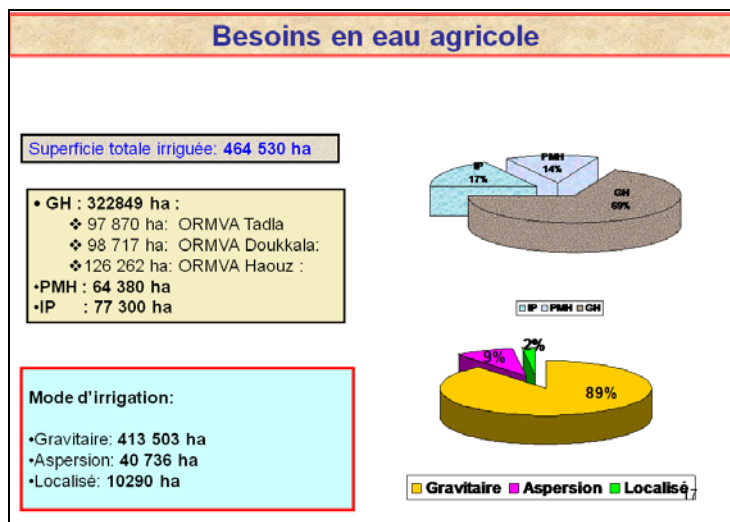 Besoins en eau agricole
Superficie totale irriguée: 464 530 ha
• GH : 322849 ha :
❖ 97 870 ha: ORMVA Tadla
❖ 98 717 ha: ORMVA Doukkala:
❖126 262 ha: ORMVA Haouz :
•PMH : 64 380 ha
•IP : 77 300 ha
IP
17%
PMH
14%
GH
69%
IP PMH GH
Mode d'irrigation:
•Gravitaire: 413 503 ha
•Aspersion: 40 736 ha
•Localisé: 10290 ha
9%
2%
89%
Gravitaire Aspersion Localisé
17